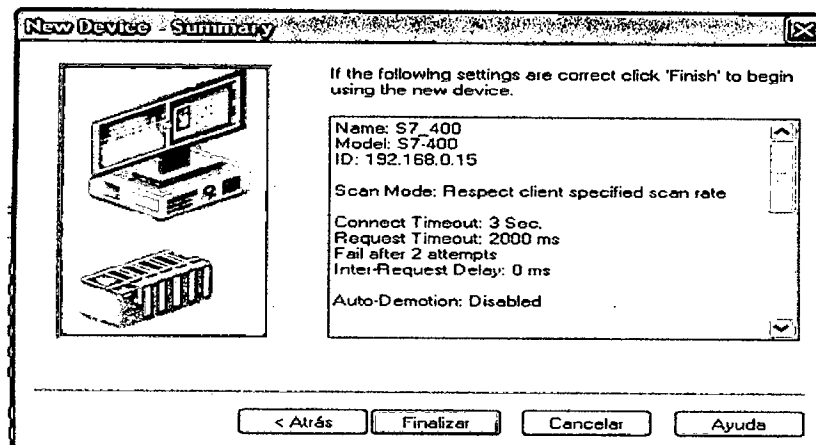 New Device - Summary
If the following settings are correct click 'Finish' to begin
using the new device.
Name: S7_400
Model: S7-400
ID: 192.168.0.15
Scan Mode: Respect client specified scan rate
Connect Timeout: 3 Sec.
Request Timeout: 2000 ms
Fail after 2 attempts
Inter-Request Delay: 0 ms
Auto-Demotion: Disabled
< Atrás
Finalizar
Cancelar
Ayuda